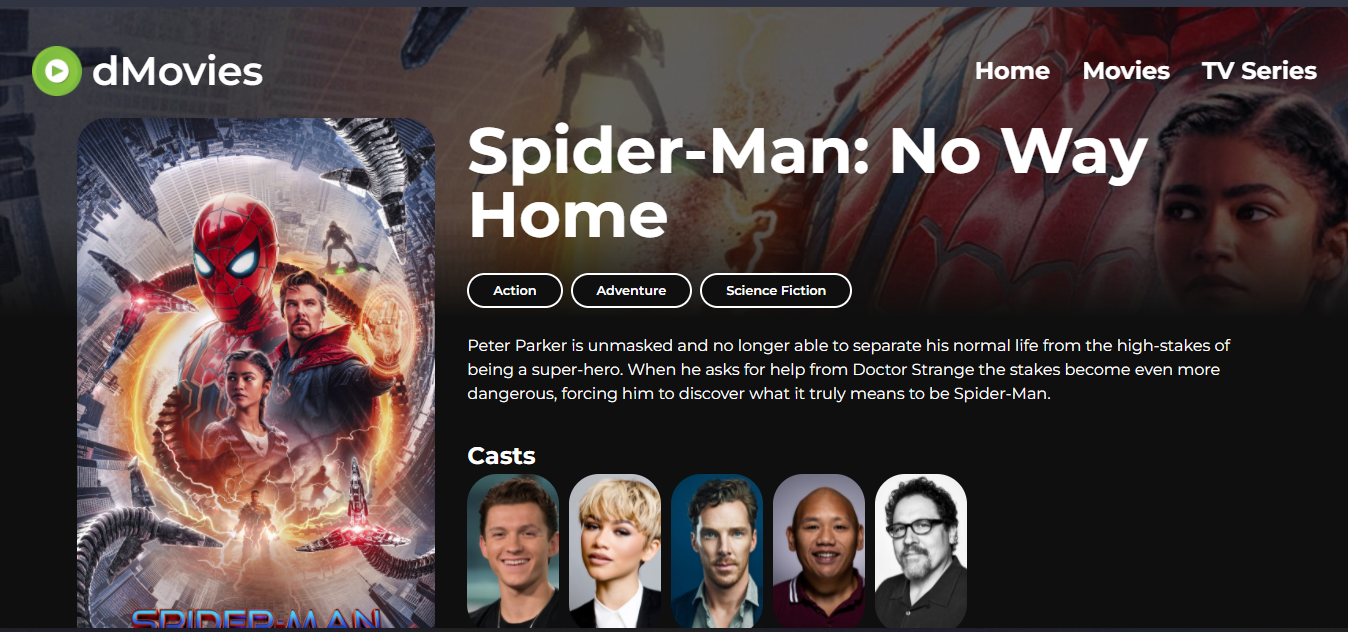 dMovies
Home
Movies
TV Series
Spider-Man: No Way
Home
Action
Adventure
Science Fiction
Peter Parker is unmasked and no longer able to separate his normal life from the high-stakes of
being a super-hero. When he asks for help from Doctor Strange the stakes become even more
dangerous, forcing him to discover what it truly means to be Spider-Man.
Casts
SPIDER-MAN